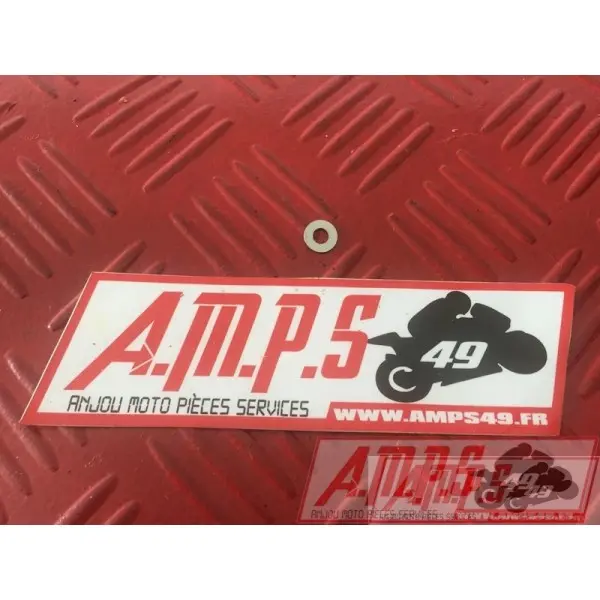 A.M.P.S
49
ANJOU MOTO PIÈCES SERVICES
WWW.AMPS49.FR
A.M.P.S
49
ANJOU MOTO PIÈCES SERVICES